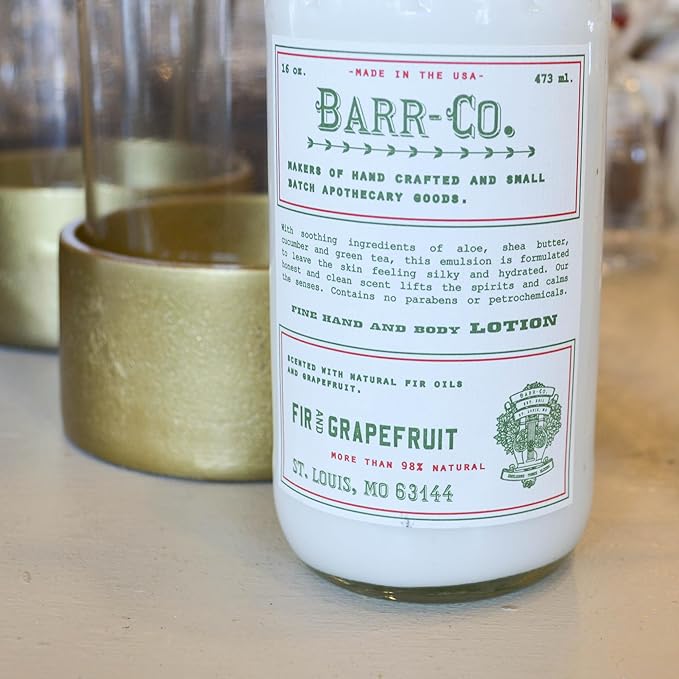 16 oz.
-MADE IN THE USA-
473 ml.
BARR-CO.
MAKERS OF HAND CRAFTED AND SMALL
BATCH APOTHECARY GOODS.
With soothing ingredients of aloe, shea butter,
cucumber and green tea, this emulsion is formulated
to leave the skin feeling silky and hydrated. Our
honest and clean scent lifts the spirits and calms
the senses. Contains no parabens or petrochemicals.
FINE HAND AND BODY LOTION
SCENTED WITH NATURAL FIR OILS
AND GRAPEFRUIT.
FIR AND GRAPEFRUIT
MORE THAN 98% NATURAL
ST. LOUIS, MO 63144
BARR-CO.
ST. LOUIS, MO